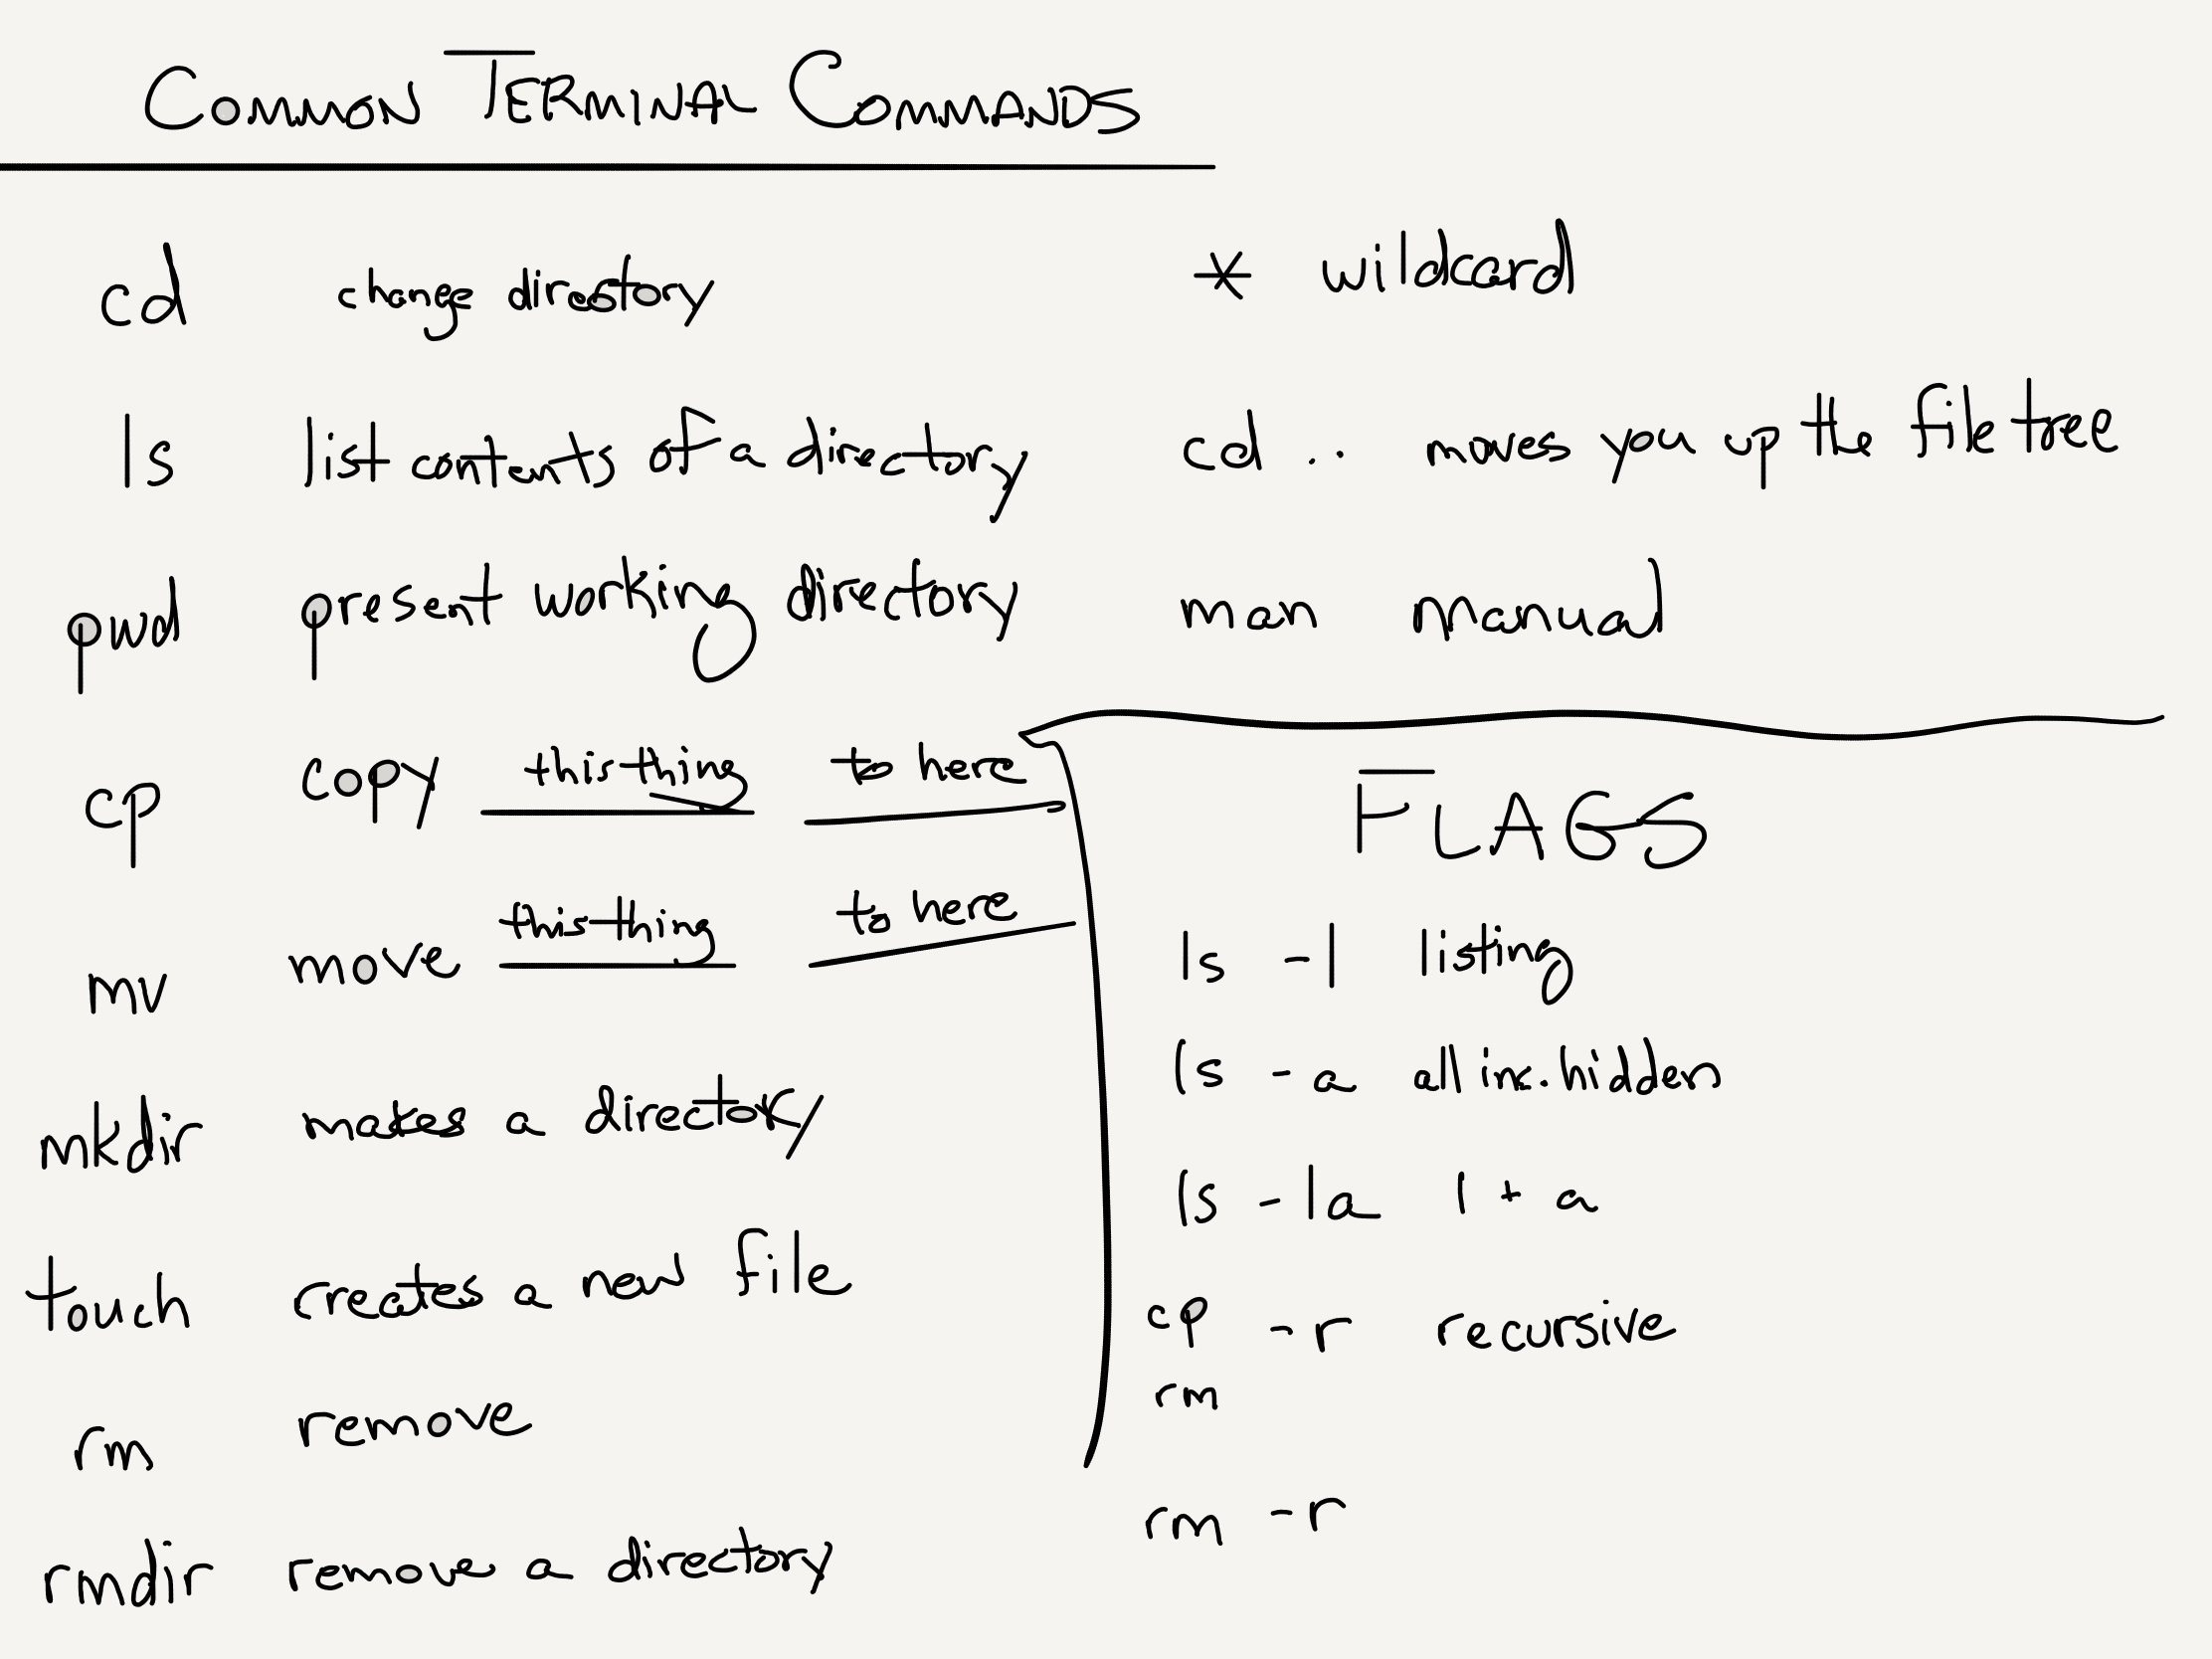 Common Terminal Commands
cd change directory
ls list contents of a directory
pwd present working directory
cp copy this thing to here
mv move this thing to here
mkdir makes a directory
touch creates a new file
rm remove
rmdir remove a directory
* wildcard
cd .. moves you up the file tree
man manual
FLAGS
ls -l listing
ls -a all inc. hidden
ls -la l + a
cp -r recursive
rm
rm -r